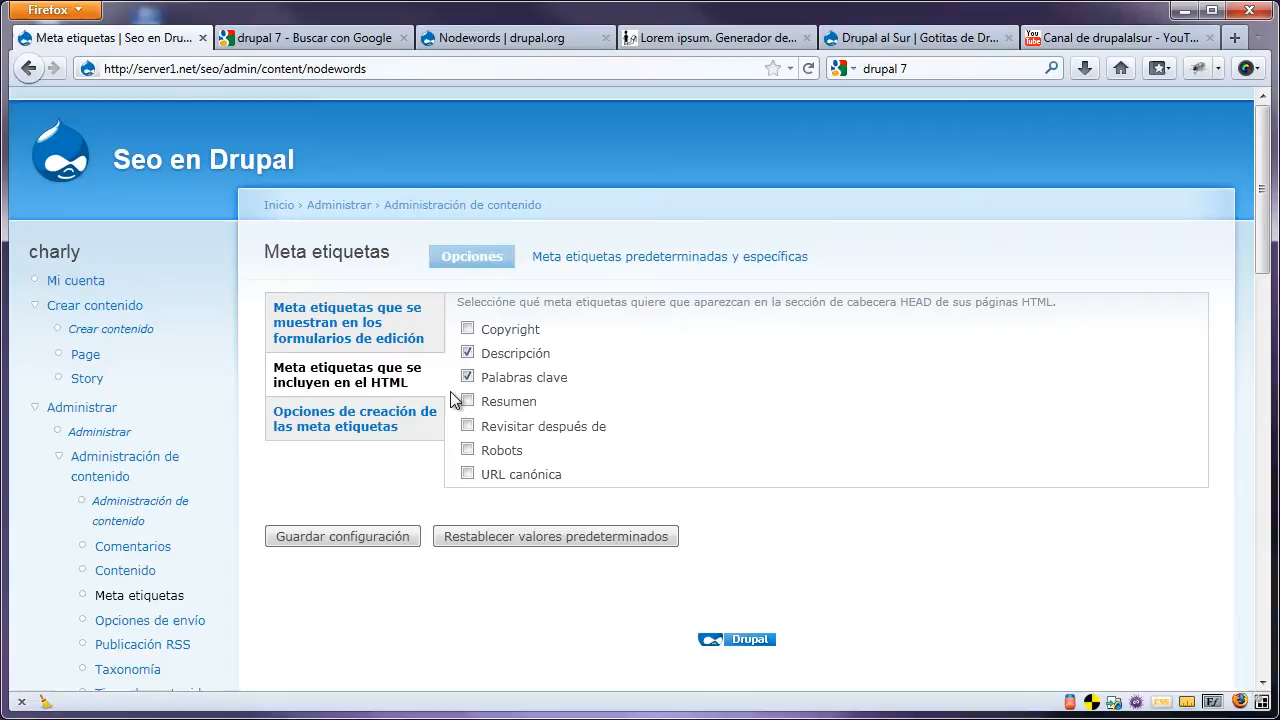 Firefox
Meta etiquetas | Seo en Dru...
drupal 7 - Buscar con Google
Nodewords | drupal.org
Lorem ipsum. Generador de...
Drupal al Sur | Gotitas de Dr...
You Tube
Canal de drupalalsur - YouT...
http://server1.net/seo/admin/content/nodewords
drupal 7
Seo en Drupal
Inicio › Administrar › Administración de contenido
charly
Mi cuenta
Crear contenido
Crear contenido
Page
Story
Administrar
Administrar
Administración de
contenido
Administración de
contenido
Comentarios
Contenido
Meta etiquetas
Opciones de envío
Publicación RSS
Taxonomía
Meta etiquetas
Opciones
Meta etiquetas predeterminadas y específicas
Meta etiquetas que se
muestran en los
formularios de edición
Meta etiquetas que se
incluyen en el HTML
Opciones de creación de
las meta etiquetas
Seleccióne qué meta etiquetas quiere que aparezcan en la sección de cabecera HEAD de sus páginas HTML.
Copyright
Descripción
Palabras clave
Resumen
Revisitar después de
Robots
URL canónica
Guardar configuración
Restablecer valores predeterminados
Drupal
CSS